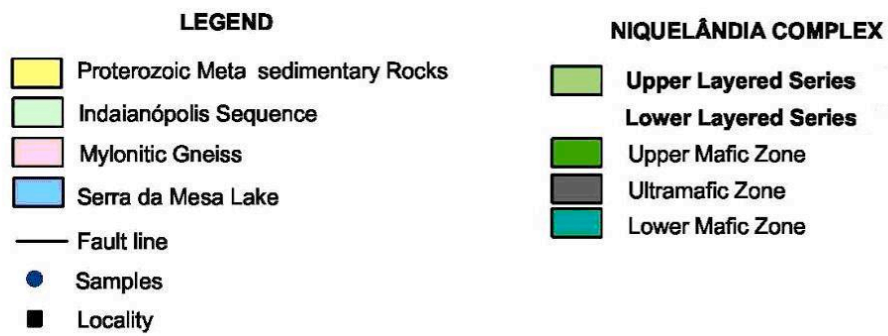 LEGEND
Proterozoic Meta sedimentary Rocks
Indaianópolis Sequence
Mylonitic Gneiss
Serra da Mesa Lake
Fault line
Samples
Locality
NIQUELÂNDIA COMPLEX
Upper Layered Series
Lower Layered Series
Upper Mafic Zone
Ultramafic Zone
Lower Mafic Zone